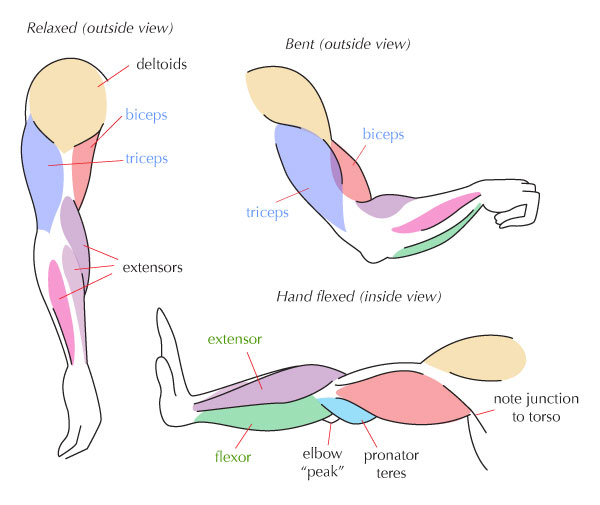 Relaxed (outside view)
deltoids
biceps
triceps
extensors
Bent (outside view)
biceps
triceps
Hand flexed (inside view)
extensor
note junction
to torso
flexor
elbow
“peak”
pronator
teres